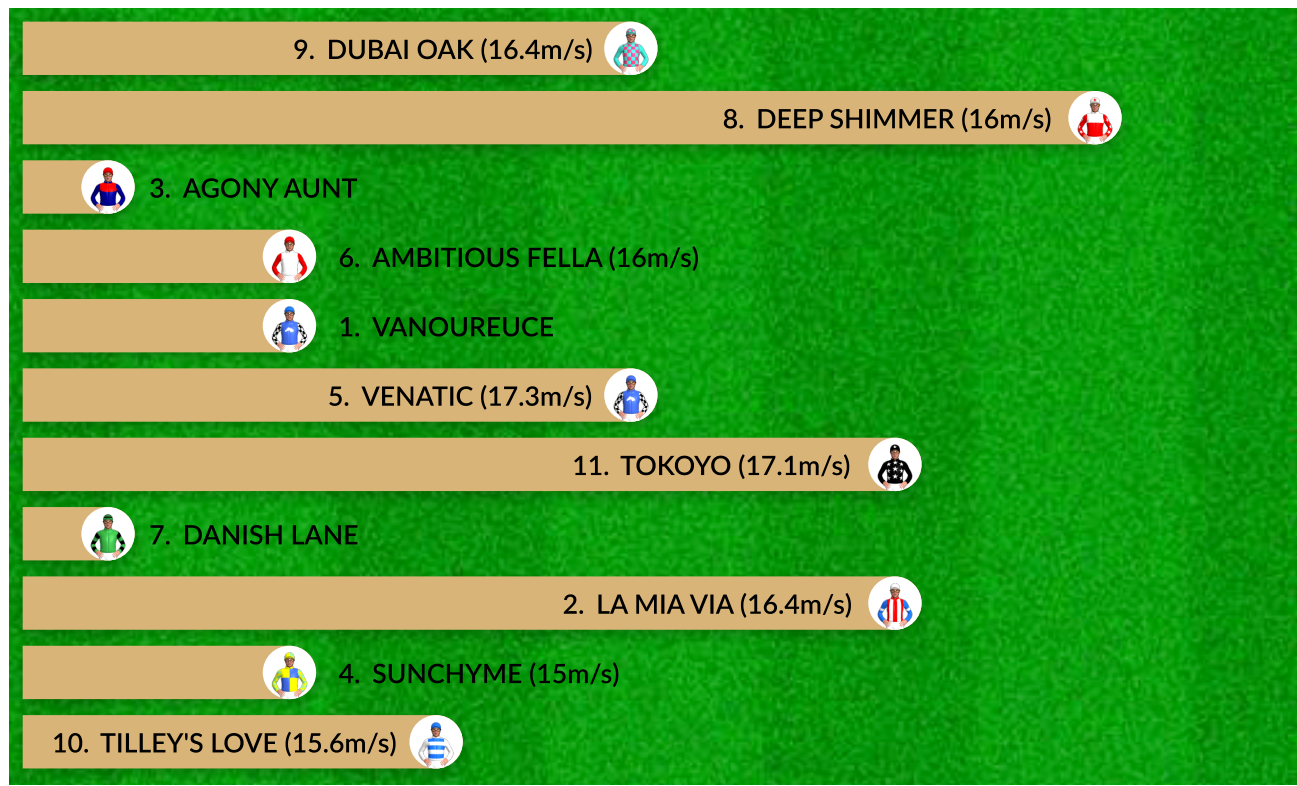 9. DUBAI OAK (16.4m/s)
8. DEEP SHIMMER (16m/s)
3. AGONY AUNT
6. AMBITIOUS FELLA (16m/s)
1. VANOUREUCE
5. VENATIC (17.3m/s)
11. TOKOYO (17.1m/s)
7. DANISH LANE
2. LA MIA VIA (16.4m/s)
4. SUNCHYME (15m/s)
10. TILLEY'S LOVE (15.6m/s)